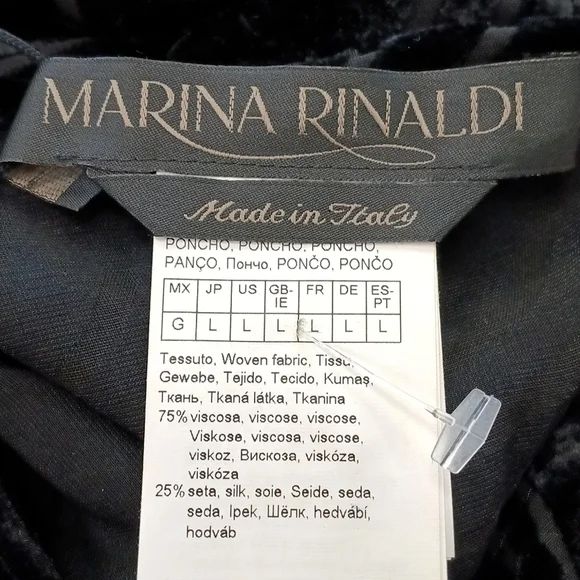 MARINA RINALDI
Made in Italy
PONCHO, PONCHO, PONCHO,
PANÇO, Пончо, PONČO, PONČO
MX JP US GB-IE FR DE ES-PT
G L L L L L L
Tessuto, Woven fabric, Tissu,
Gewebe, Tejido, Tecido, Kumaş,
Ткань, Tkaná látka, Tkanina
75% viscosa, viscose, viscose,
Viskose, viscosa, viscose,
viskoz, Вискоза, viskóza,
viskóza
25% seta, silk, soie, Seide, seda,
seda, Ipek, Шёлк, hedvábí,
hodváb